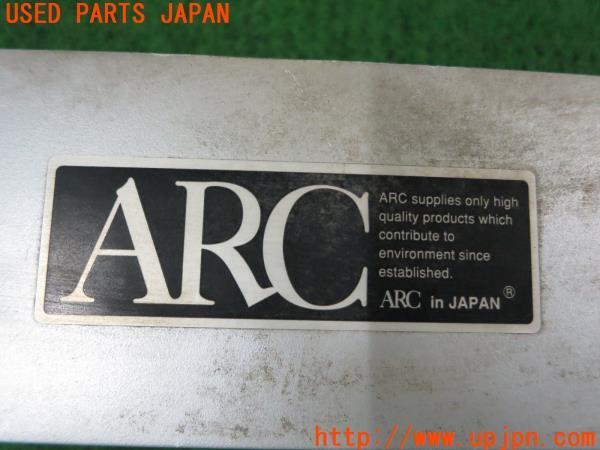 USED PARTS JAPAN
ARC
ARC supplies only high
quality products which
contribute to
environment since
established.
ARC in JAPAN ®
http://www.upjpn.com/